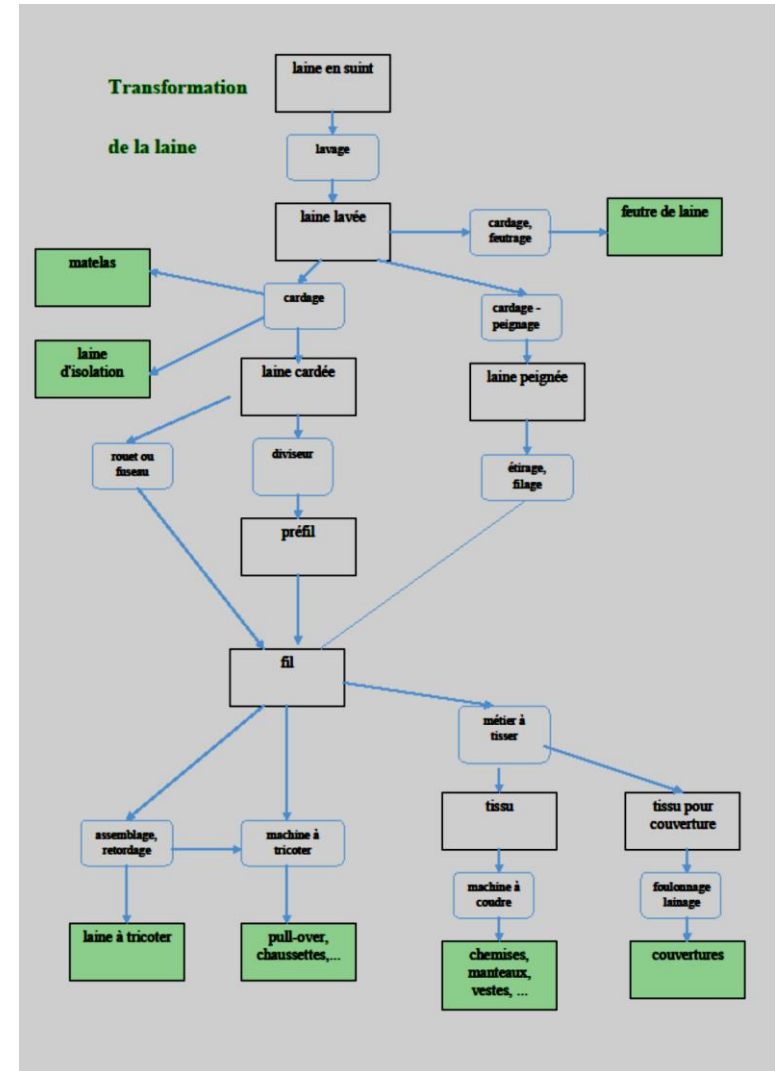 laine en suint
Transformation
de la laine
lavage
laine lavée
cardage,
feutrage
feutre de laine
matelas
cardage
cardage -
peignage
laine
d'isolation
laine cardée
laine peignée
rouet ou
fuseau
diviseur
étirage,
filage
préfil
fil
métier à
tisser
tissu
tissu pour
couverture
assemblage,
retordage
machine à
tricoter
machine à
coudre
foulonnage
lainage
laine à tricoter
pull-over,
chaussettes,...
chemises,
manteaux,
vestes, ...
couvertures